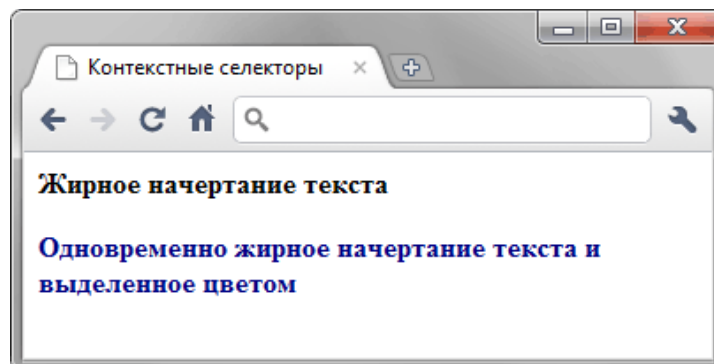 Контекстные селекторы
Жирное начертание текста
Одновременно жирное начертание текста и
выделенное цветом